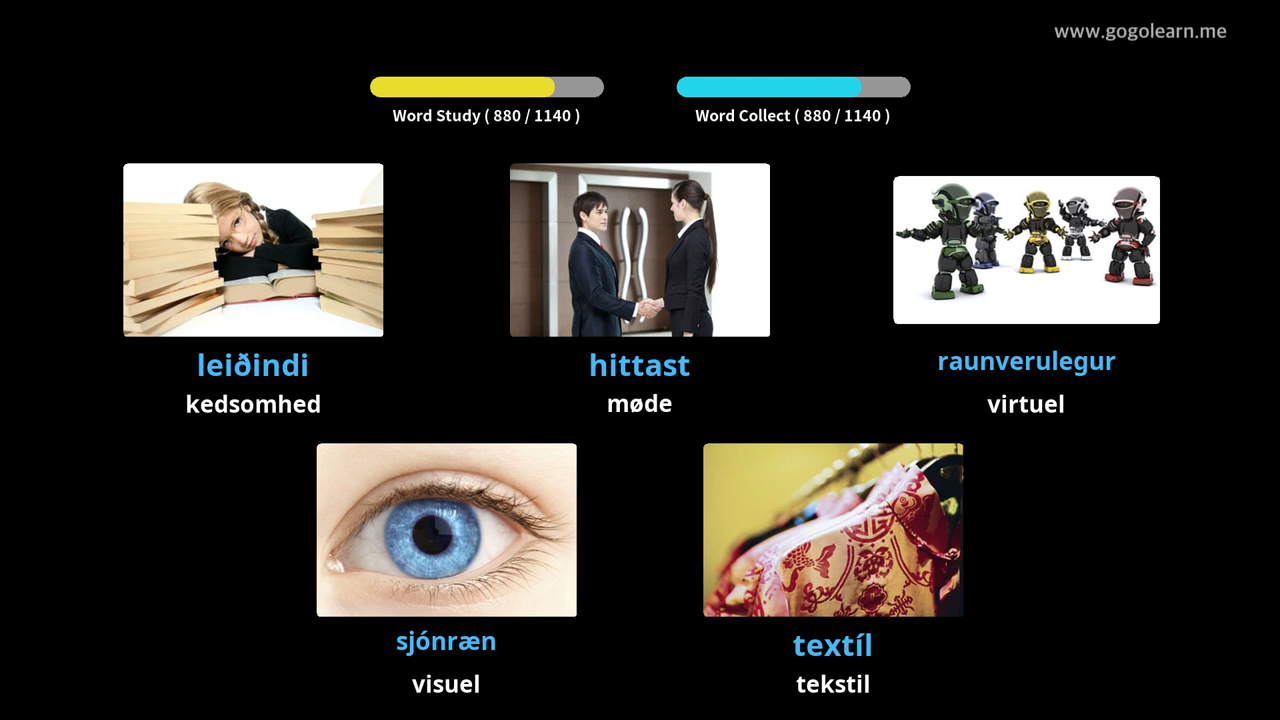 www.gogolearn.me
Word Study ( 880 / 1140 )
Word Collect ( 880 / 1140 )
leiðindi
kedsomhed
hittast
møde
raunverulegur
virtuel
sjónræn
visuel
textíl
tekstil